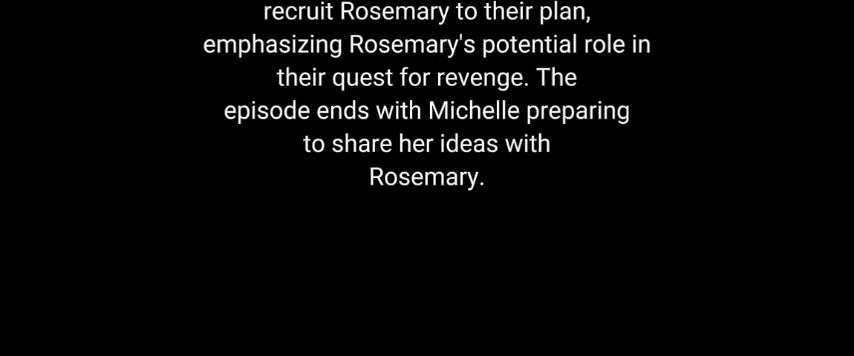 recruit Rosemary to their plan,
emphasizing Rosemary's potential role in
their quest for revenge. The
episode ends with Michelle preparing
to share her ideas with
Rosemary.